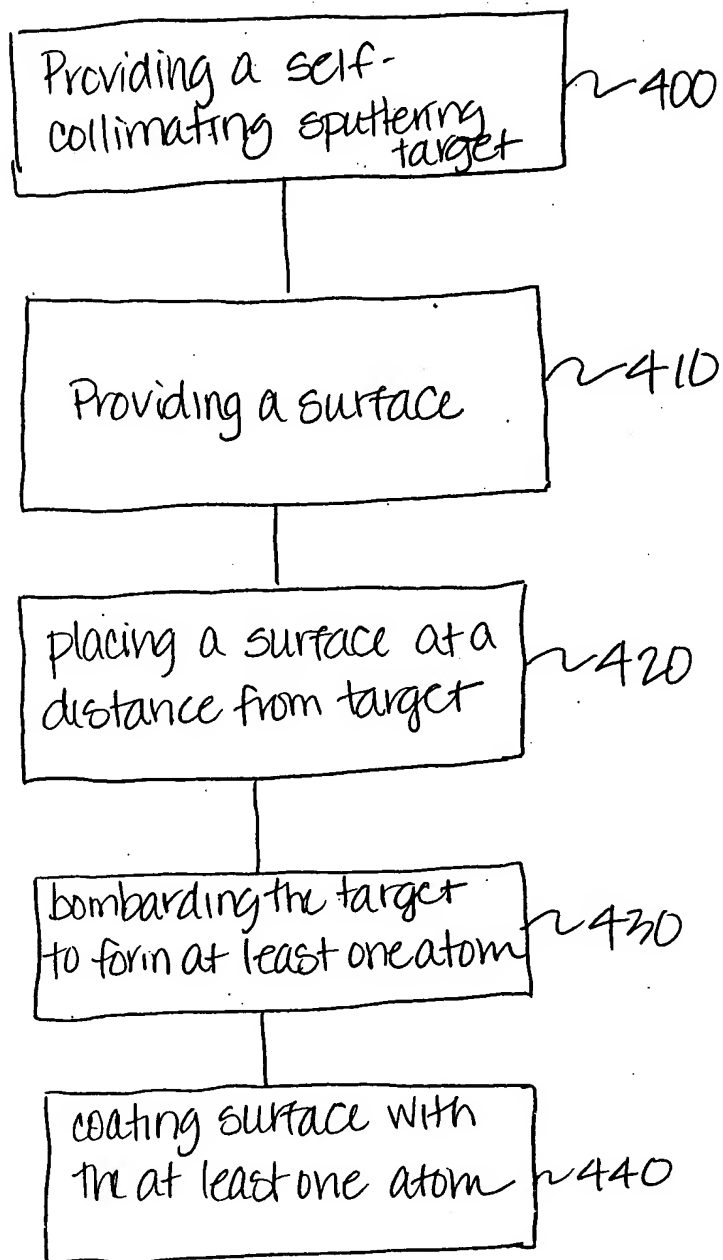 Providing a self-
collimating sputtering
target
400
Providing a surface
410
placing a surface at a
distance from target
420
bombarding the target
to form at least one atom
430
coating surface with
the at least one atom
440